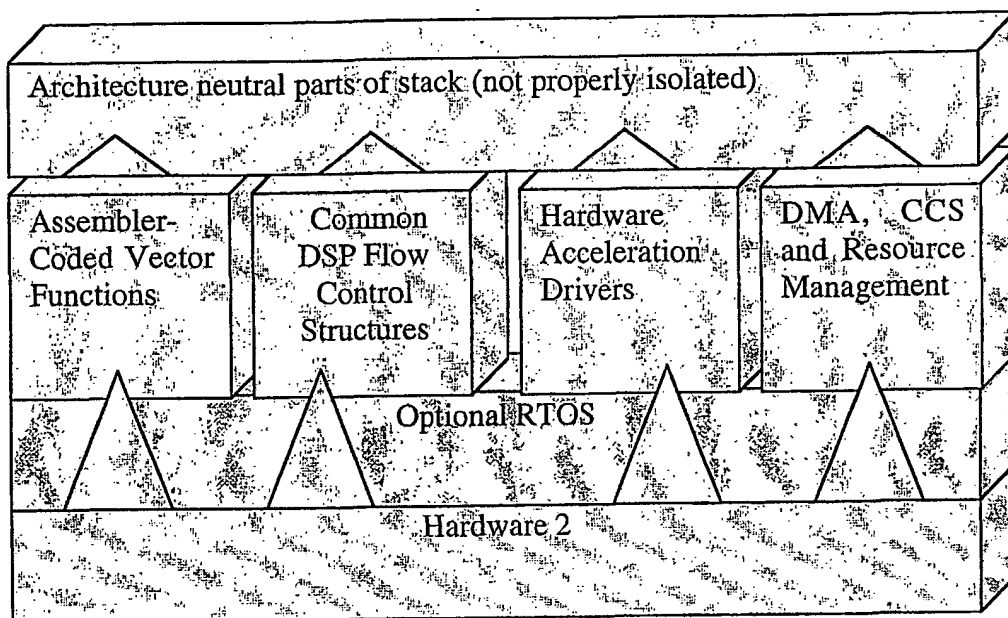 Architecture neutral parts of stack (not properly isolated)
Assembler-
Coded Vector
Functions
Common
DSP Flow
Control
Structures
Hardware
Acceleration
Drivers
DMA, CCS
and Resource
Management
Optional RTOS
Hardware 2